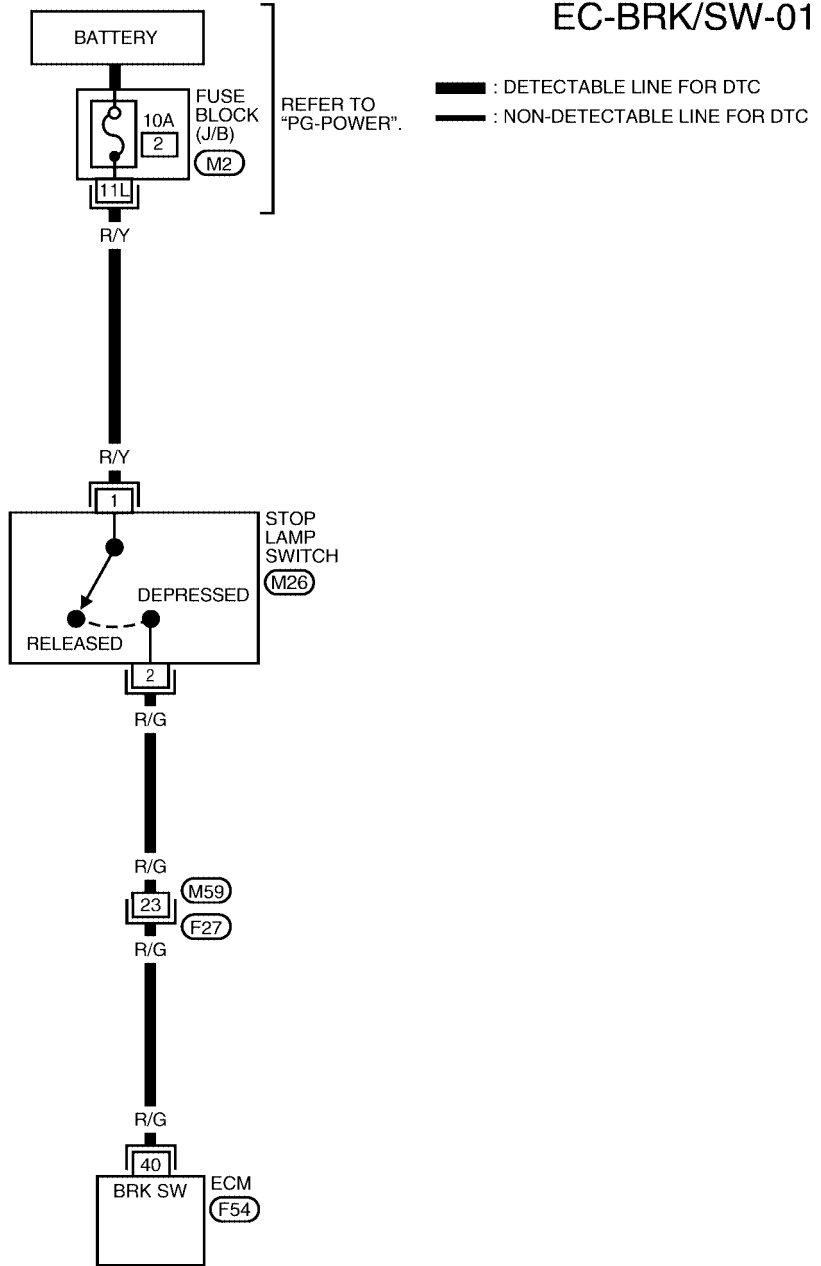 EC-BRK/SW-01
BATTERY
: DETECTABLE LINE FOR DTC
: NON-DETECTABLE LINE FOR DTC
FUSE
BLOCK
(J/B)
10A
2
M2
REFER TO
“PG-POWER”.
11L
R/Y
R/Y
1
STOP
LAMP
SWITCH
M26
DEPRESSED
RELEASED
2
R/G
R/G
M59
23
F27
R/G
R/G
40
BRK SW
ECM
F54